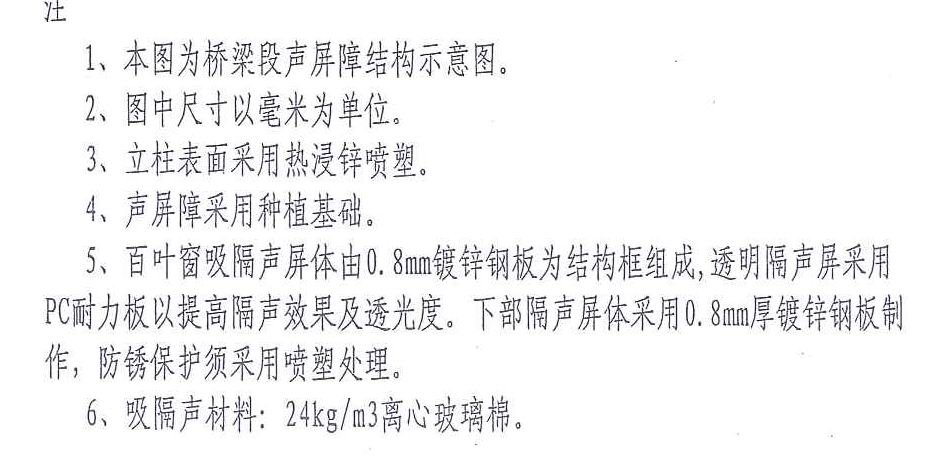 注
1、本图为桥梁段声屏障结构示意图。
2、图中尺寸以毫米为单位。
3、立柱表面采用热浸锌喷塑。
4、声屏障采用种植基础。
5、百叶窗吸隔声屏体由0.8mm镀锌钢板为结构框组成,透明隔声屏采用
PC耐力板以提高隔声效果及透光度。下部隔声屏体采用0.8mm厚镀锌钢板制
作，防锈保护须采用喷塑处理。
6、吸隔声材料：24kg/m3离心玻璃棉。